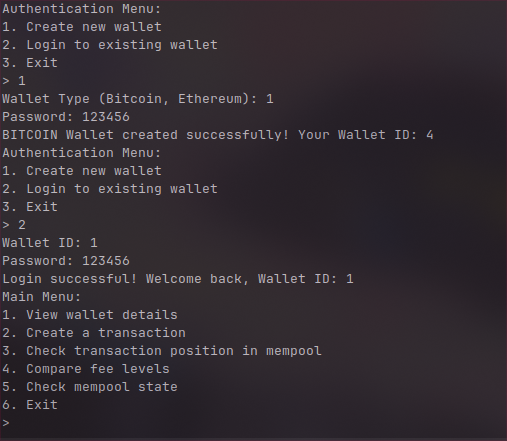 Authentication Menu:
1. Create new wallet
2. Login to existing wallet
3. Exit
> 1
Wallet Type (Bitcoin, Ethereum): 1
Password: 123456
BITCOIN Wallet created successfully! Your Wallet ID: 4
Authentication Menu:
1. Create new wallet
2. Login to existing wallet
3. Exit
> 2
Wallet ID: 1
Password: 123456
Login successful! Welcome back, Wallet ID: 1
Main Menu:
1. View wallet details
2. Create a transaction
3. Check transaction position in mempool
4. Compare fee levels
5. Check mempool state
6. Exit
>